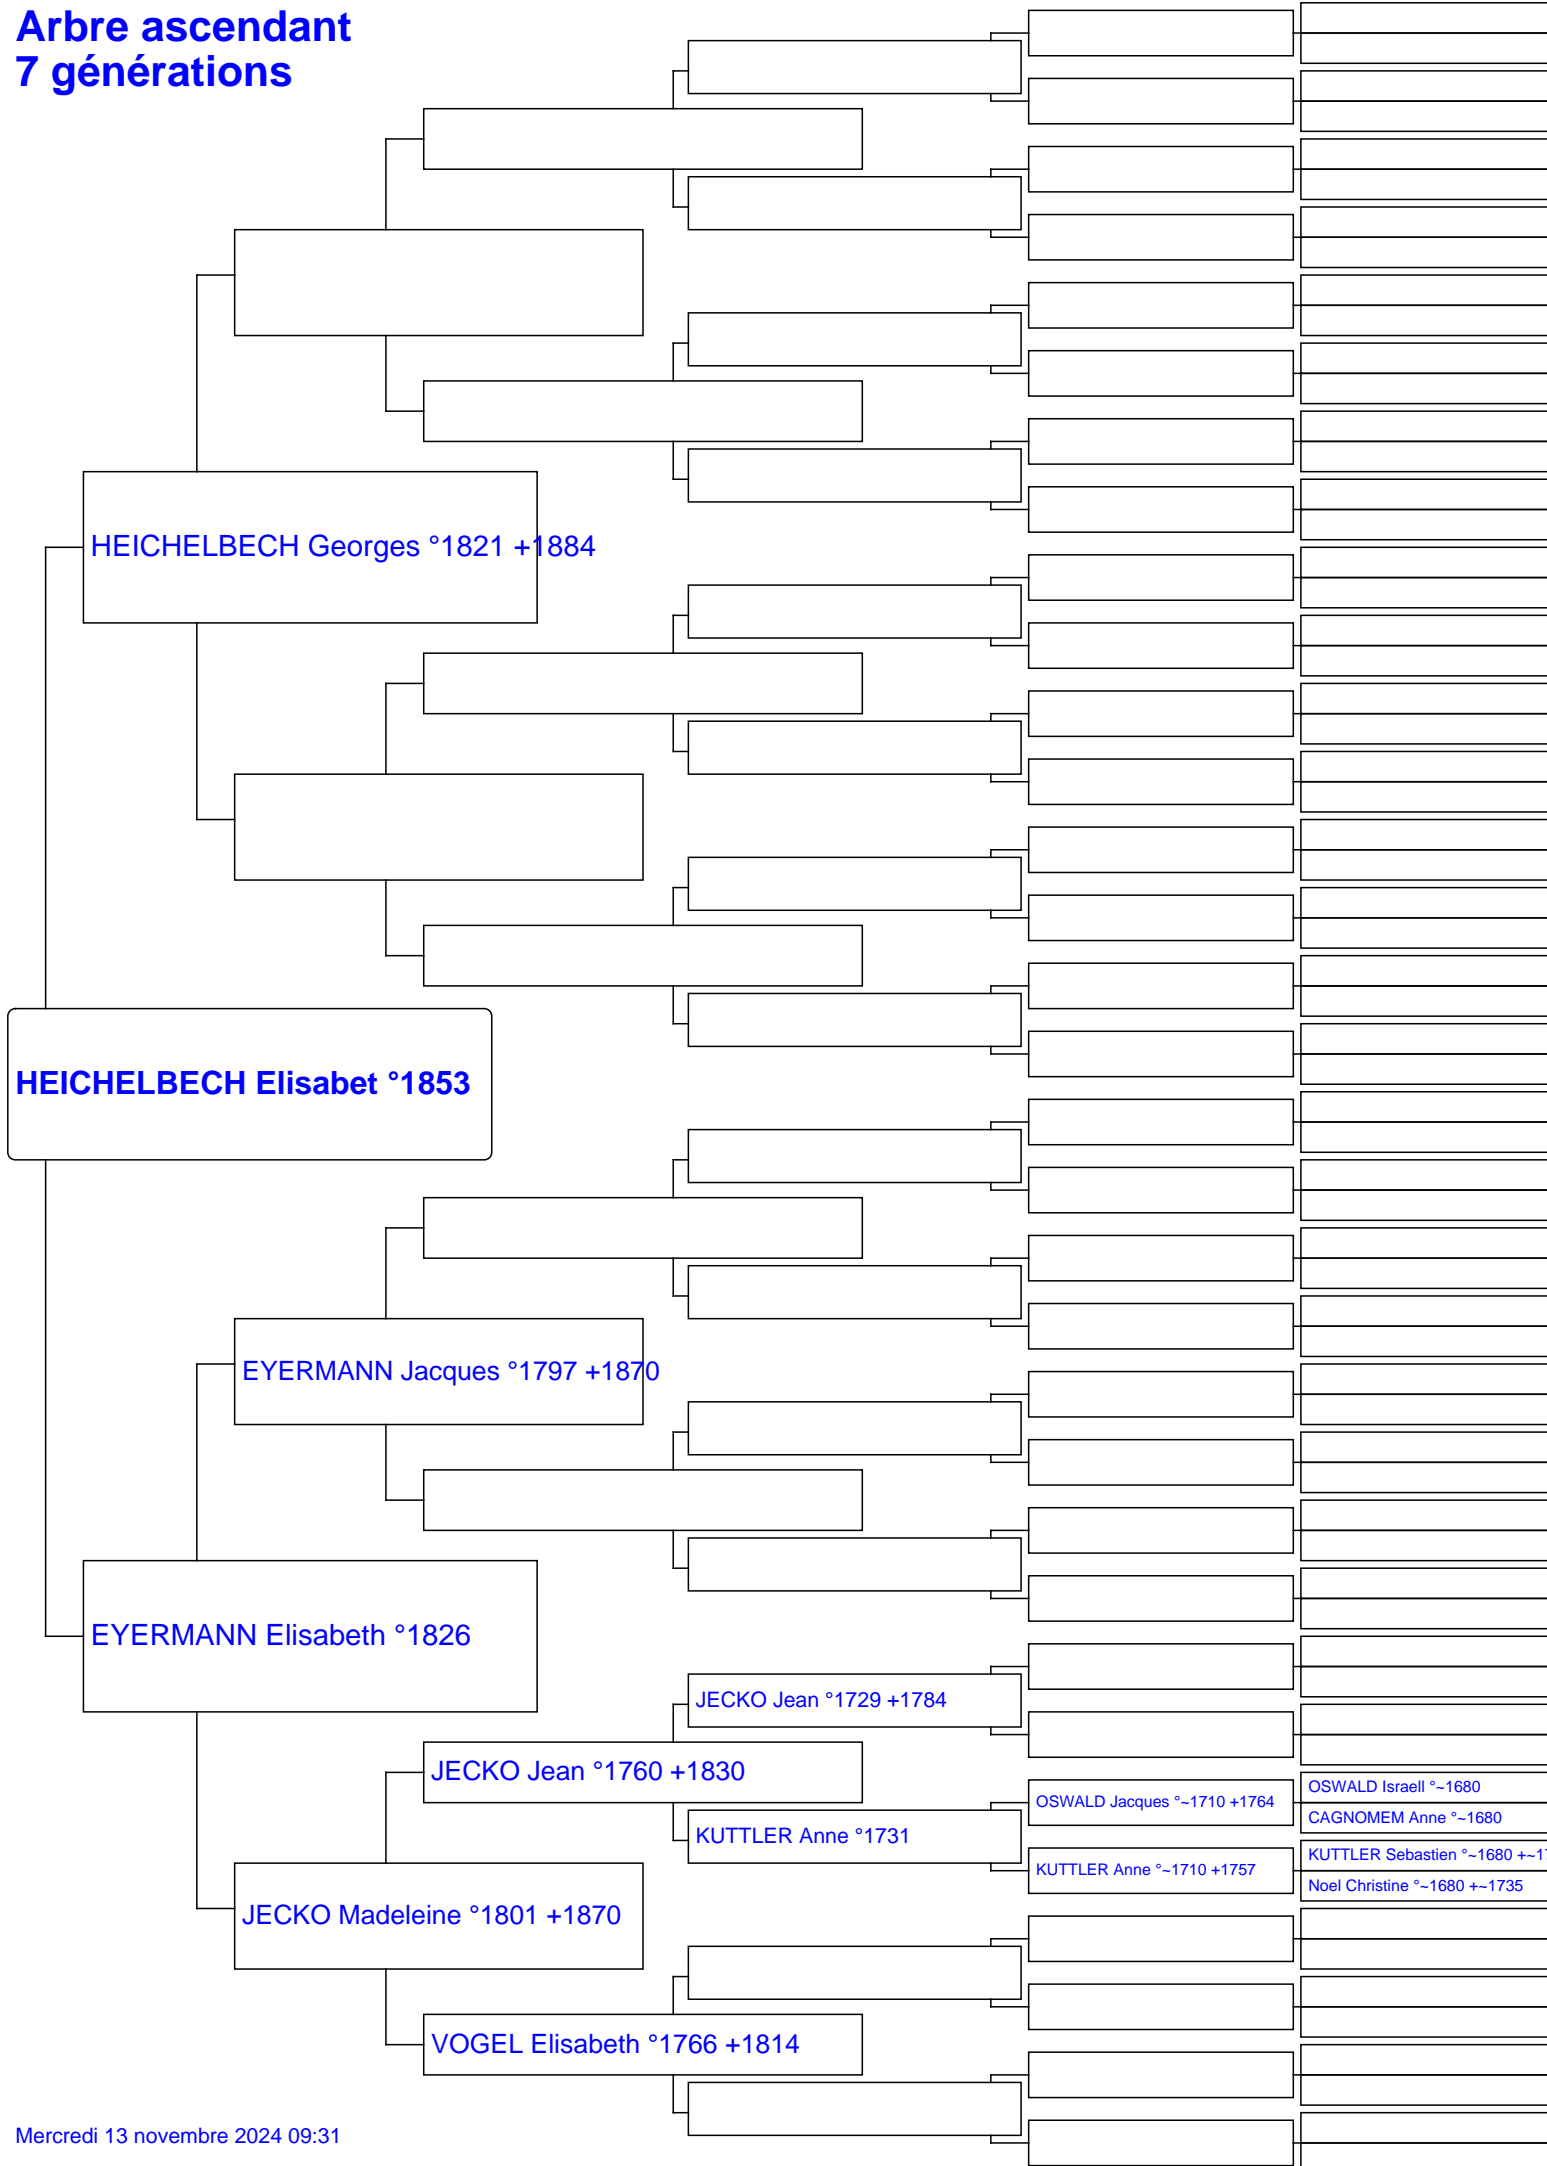 Arbre ascendant
7 générations
HEICHELBECH Georges °1821 +1884
HEICHELBECH Elisabet °1853
EYERMANN Jacques °1797 +1870
EYERMANN Elisabeth °1826
JECKO Jean °1729 +1784
JECKO Jean °1760 +1830
OSWALD Israell °~1680
OSWALD Jacques °~1710 +1764
CAGNOMEM Anne °~1680
KUTTLER Anne °1731
KUTTLER Sebastien °~1680 +~17
KUTTLER Anne °~1710 +1757
Noel Christine °~1680 +~1735
JECKO Madeleine °1801 +1870
VOGEL Elisabeth °1766 +1814
Mercredi 13 novembre 2024 09:31